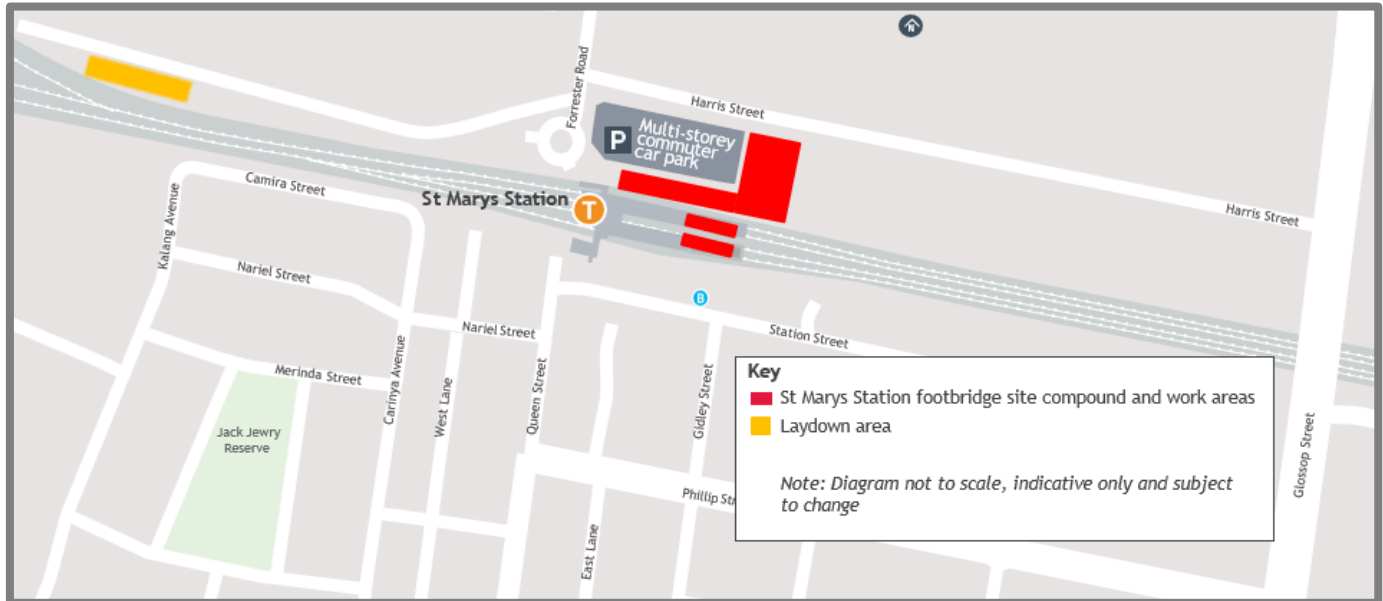 N
Forrester Road
Harris Street
P
Multi-storey
commuter
car park
Camira Street
St Marys Station
T
Harris Street
Kalang Avenue
Nariel Street
B
Nariel Street
Station Street
Merinda Street
Carinya Avenue
West Lane
Queen Street
Gidley Street
Jack Jewry
Reserve
Phillip Str
East Lane
Glossop Street
Key
St Marys Station footbridge site compound and work areas
Laydown area
Note: Diagram not to scale, indicative only and subject
to change